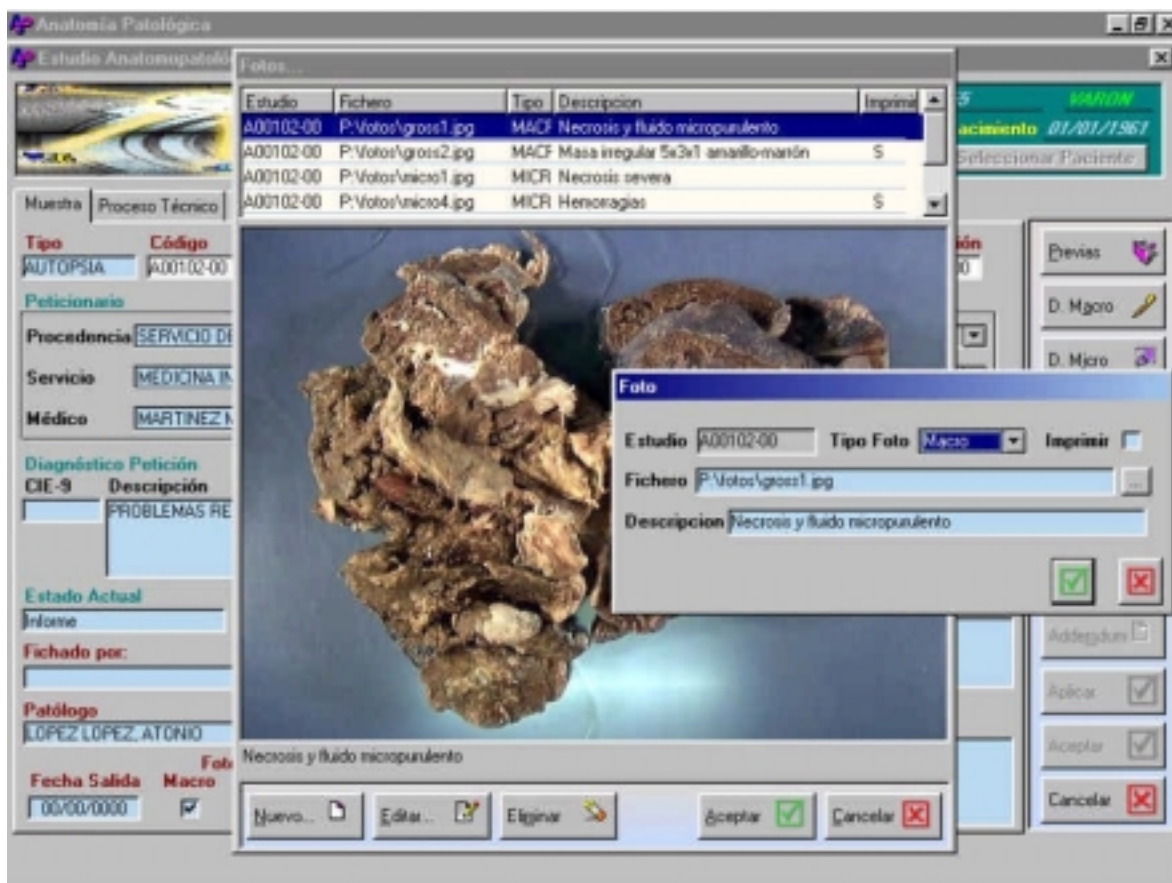 Anatomía Patológica
Estudio Anatomopatoló
Fotos...
Estudio Fichero Tipo Descripcion Imprimi
A00102-00 P:\fotos\gross1.jpg MACR Necrosis y fluido micropurulento
A00102-00 P:\fotos\gross2.jpg MACR Masa irregular 5x3x1 amarillo-marrón S
A00102-00 P:\fotos\micro1.jpg MICR Necrosis severa
A00102-00 P:\fotos\micro4.jpg MICR Hemorragias S
VARON
acimiento 01/01/1961
Seleccionar Paciente
Muestra Proceso Técnico
Tipo Código
AUTOPSIA A00102-00
Peticionario
Procedencia SERVICIO DE
Servicio MEDICINA IN
Médico MARTINEZ M
Diagnóstico Petición
CIE-9 Descripción
PROBLEMAS RE
Estado Actual
Informe
Fichado por:
Patólogo
LOPEZ LOPEZ, ATONIO
Foto
Fecha Salida Macro
00/00/0000
ión
Previas
D. Macro
D. Micro
Foto
Estudio A00102-00 Tipo Foto Macro Imprimir
Fichero P:\fotos\gross1.jpg ...
Descripcion Necrosis y fluido micropurulento
Addendum
Aplicar
Aceptar
Cancelar
Necrosis y fluido micropurulento
Nuevo... Editar... Eliminar Aceptar Cancelar